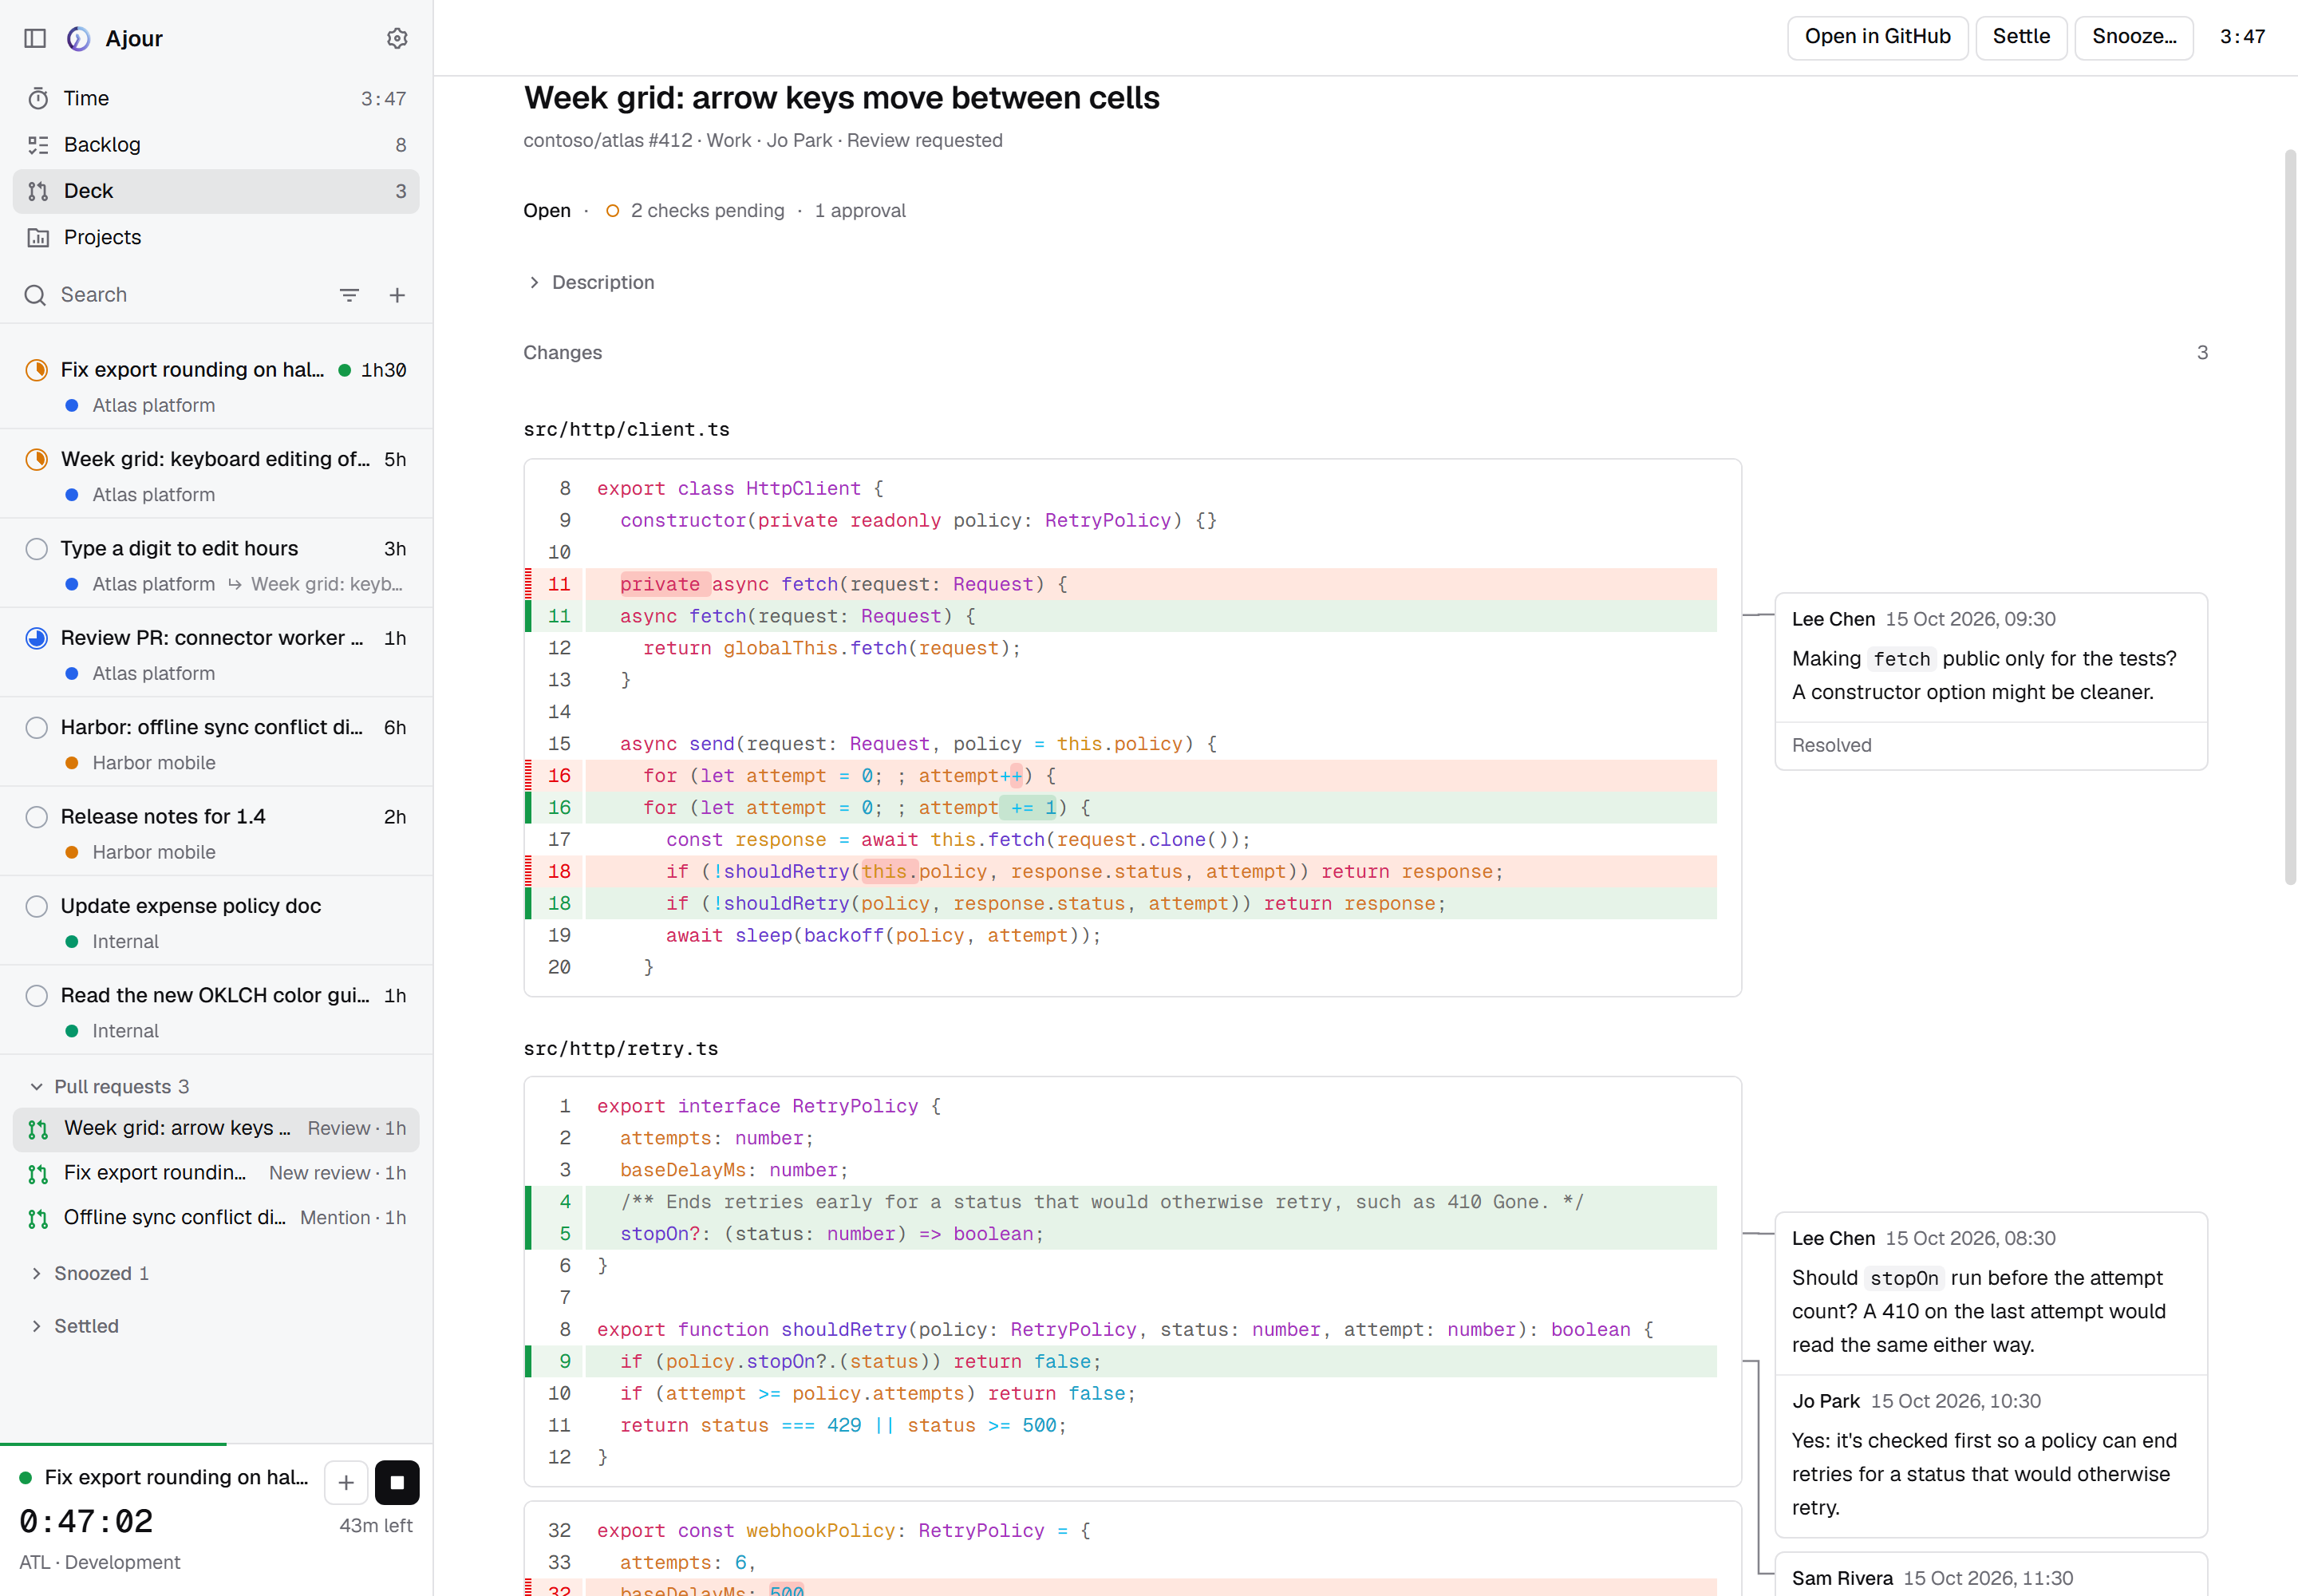 Ajour
Time 3:47
Backlog 8
Deck 3
Projects
Search
Fix export rounding on hal... 1h30
Atlas platform
Week grid: keyboard editing of... 5h
Atlas platform
Type a digit to edit hours 3h
Atlas platform ↳ Week grid: keyb...
Review PR: connector worker ... 1h
Atlas platform
Harbor: offline sync conflict di... 6h
Harbor mobile
Release notes for 1.4 2h
Harbor mobile
Update expense policy doc
Internal
Read the new OKLCH color gui... 1h
Internal
Pull requests 3
Week grid: arrow keys ... Review · 1h
Fix export roundin... New review · 1h
Offline sync conflict di... Mention · 1h
Snoozed 1
Settled
Fix export rounding on hal...
0:47:02 43m left
ATL · Development
Open in GitHub Settle Snooze... 3:47
Week grid: arrow keys move between cells
contoso/atlas #412 · Work · Jo Park · Review requested
Open · 2 checks pending · 1 approval
Description
Changes 3
src/http/client.ts
8 export class HttpClient {
9 constructor(private readonly policy: RetryPolicy) {}
10
11 private async fetch(request: Request) {
11 async fetch(request: Request) {
12 return globalThis.fetch(request);
13 }
14
15 async send(request: Request, policy = this.policy) {
16 for (let attempt = 0; ; attempt++) {
16 for (let attempt = 0; ; attempt += 1) {
17 const response = await this.fetch(request.clone());
18 if (!shouldRetry(this.policy, response.status, attempt)) return response;
18 if (!shouldRetry(policy, response.status, attempt)) return response;
19 await sleep(backoff(policy, attempt));
20 }
Lee Chen 15 Oct 2026, 09:30
Making fetch public only for the tests?
A constructor option might be cleaner.
Resolved
src/http/retry.ts
1 export interface RetryPolicy {
2 attempts: number;
3 baseDelayMs: number;
4 /** Ends retries early for a status that would otherwise retry, such as 410 Gone. */
5 stopOn?: (status: number) => boolean;
6 }
7
8 export function shouldRetry(policy: RetryPolicy, status: number, attempt: number): boolean {
9 if (policy.stopOn?.(status)) return false;
10 if (attempt >= policy.attempts) return false;
11 return status === 429 || status >= 500;
12 }
Lee Chen 15 Oct 2026, 08:30
Should stopOn run before the attempt
count? A 410 on the last attempt would
read the same either way.
Jo Park 15 Oct 2026, 10:30
Yes: it's checked first so a policy can end
retries for a status that would otherwise
retry.
32 export const webhookPolicy: RetryPolicy = {
33 attempts: 6,
32 baseDelayMs: 500
Sam Rivera 15 Oct 2026, 11:30